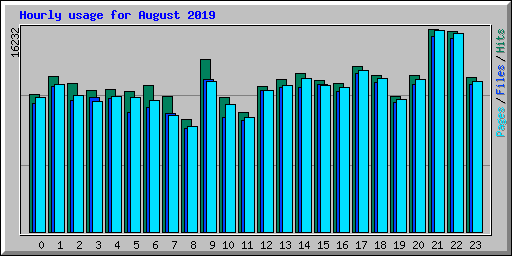 Hourly usage for August 2019
16232
Pages/Files/Hits
0 1 2 3 4 5 6 7 8 9 10 11 12 13 14 15 16 17 18 19 20 21 22 23